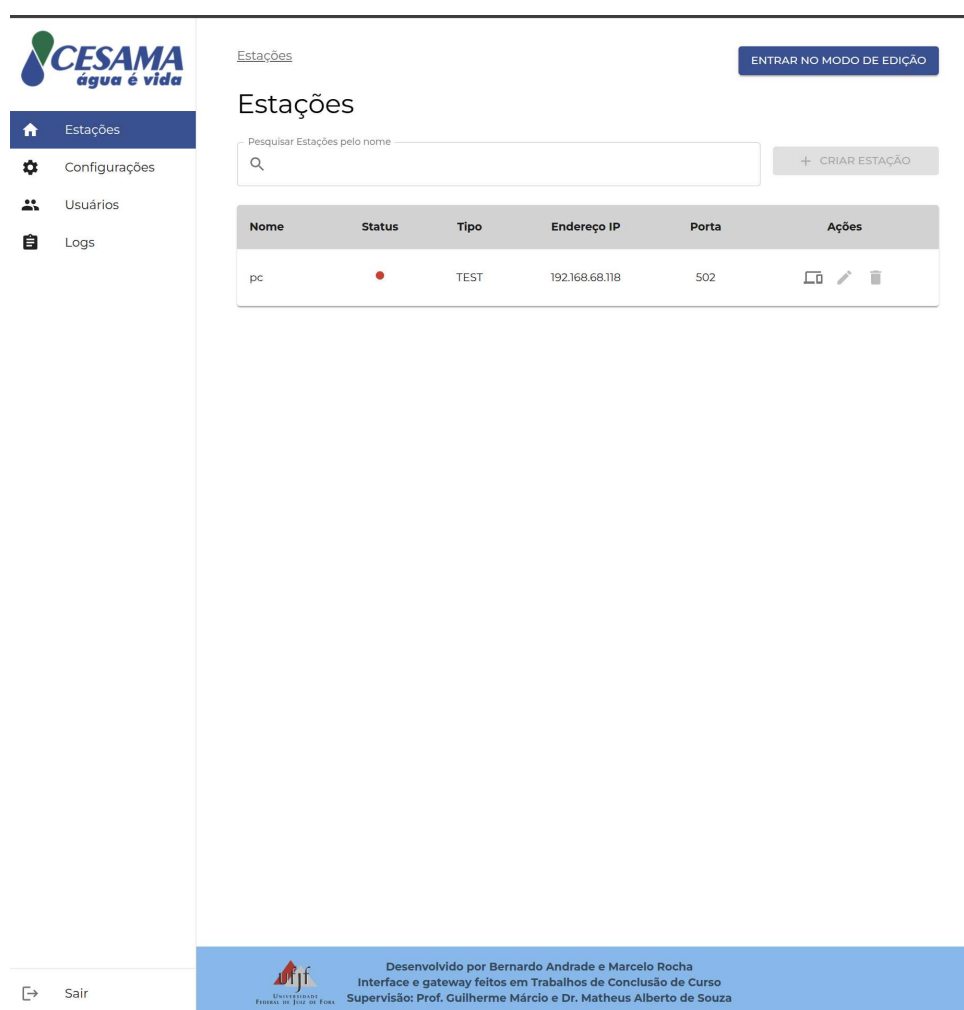 CESAMA
água é vida
Estações
Configurações
Usuários
Logs
Sair
Estações
ENTRAR NO MODO DE EDIÇÃO
Estações
Pesquisar Estações pelo nome
+ CRIAR ESTAÇÃO
Nome Status Tipo Endereço IP Porta Ações
pc TEST 192.168.68.118 502
ufjf
UNIVERSIDADE
FEDERAL DE JUIZ DE FORA
Desenvolvido por Bernardo Andrade e Marcelo Rocha
Interface e gateway feitos em Trabalhos de Conclusão de Curso
Supervisão: Prof. Guilherme Márcio e Dr. Matheus Alberto de Souza